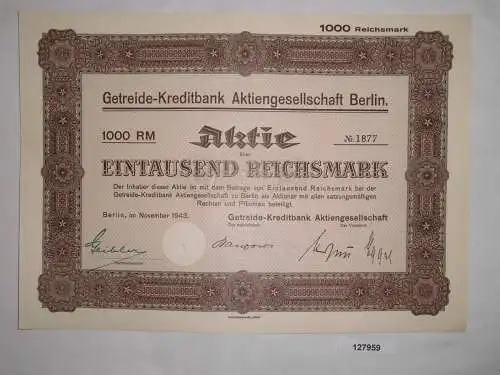 1000 Reichsmark
Getreide-Kreditbank Aktiengesellschaft Berlin.
1000 RM
Aktie
№ 1877
über
EINTAUSEND REICHSMARK
Der Inhaber dieser Aktie ist mit dem Betrage von Eintausend Reichsmark bei der
Getreide-Kreditbank Aktiengesellschaft zu Berlin als Aktionär mit allen satzungsmäßigen
Rechten und Pflichten beteiligt.
Berlin, im November 1943.
Getreide-Kreditbank Aktiengesellschaft
Der Aufsichtsrat:
Der Vorstand:
127959